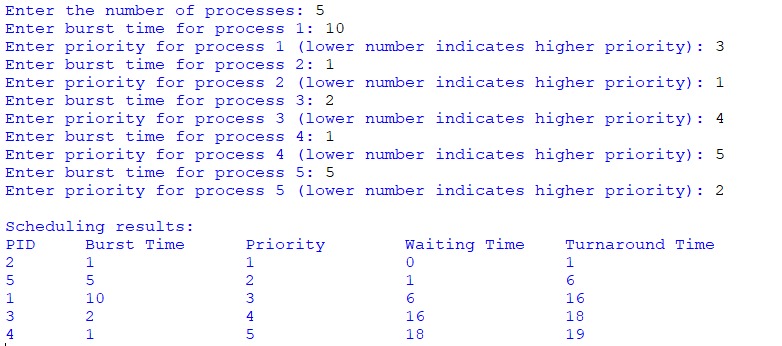 Enter the number of processes: 5
Enter burst time for process 1: 10
Enter priority for process 1 (lower number indicates higher priority): 3
Enter burst time for process 2: 1
Enter priority for process 2 (lower number indicates higher priority): 1
Enter burst time for process 3: 2
Enter priority for process 3 (lower number indicates higher priority): 4
Enter burst time for process 4: 1
Enter priority for process 4 (lower number indicates higher priority): 5
Enter burst time for process 5: 5
Enter priority for process 5 (lower number indicates higher priority): 2

Scheduling results:
PID	Burst Time	Priority	Waiting Time	Turnaround Time
2	1	1	0	1
5	5	2	1	6
1	10	3	6	16
3	2	4	16	18
4	1	5	18	19